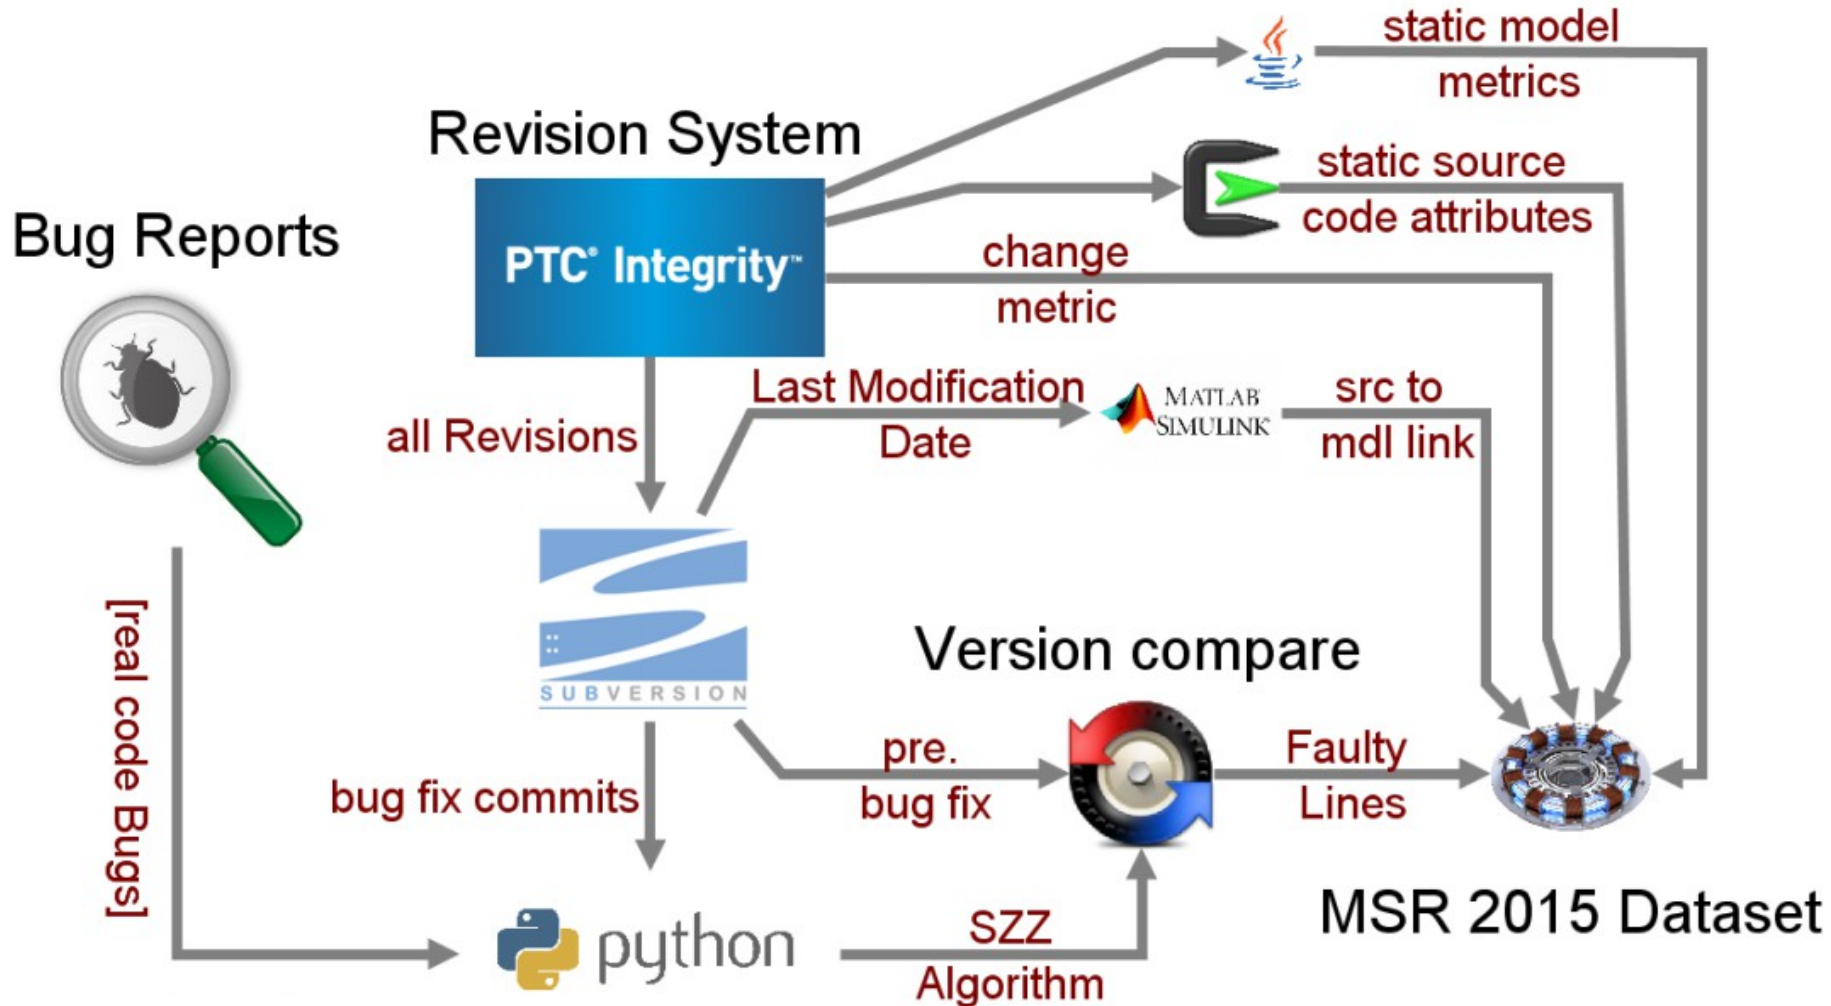 static model
metrics
Revision System
static source
code attributes
Bug Reports
PTC® Integrity™
change
metric
Last Modification
Date
MATLAB
SIMULINK
src to
mdl link
all Revisions
SUBVERSION
[real code Bugs]
Version compare
bug fix commits
pre.
bug fix
Faulty
Lines
MSR 2015 Dataset
python
SZZ
Algorithm